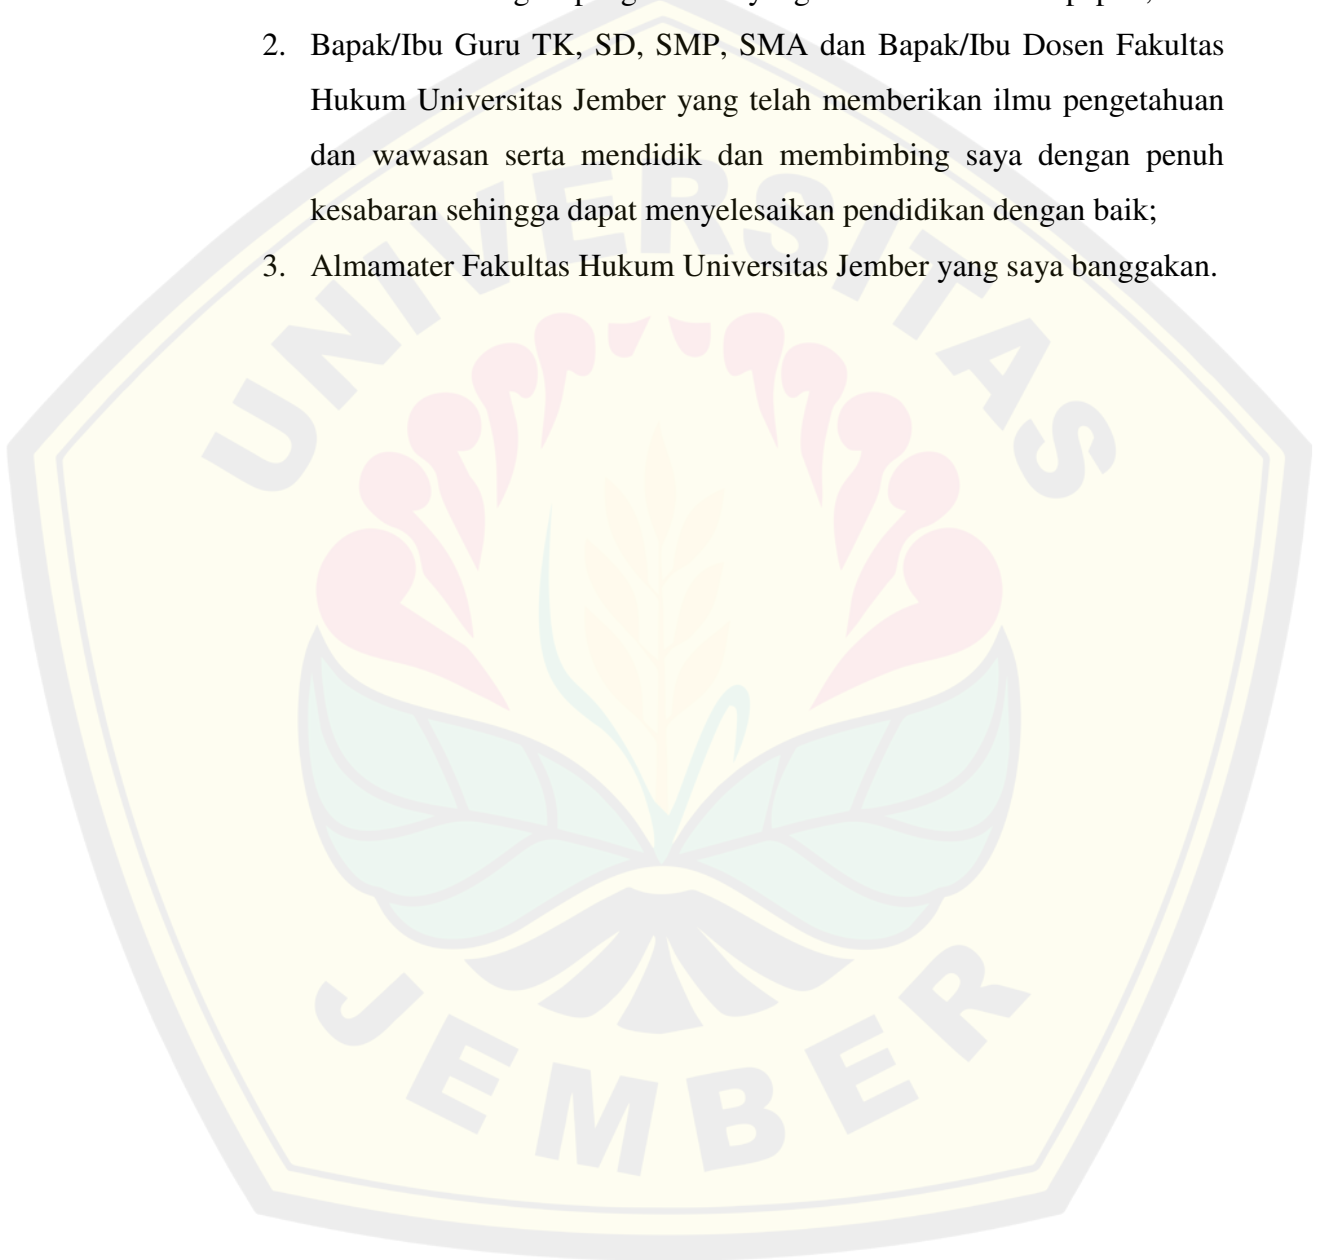 2. Bapak/Ibu Guru TK, SD, SMP, SMA dan Bapak/Ibu Dosen Fakultas
Hukum Universitas Jember yang telah memberikan ilmu pengetahuan
dan wawasan serta mendidik dan membimbing saya dengan penuh
kesabaran sehingga dapat menyelesaikan pendidikan dengan baik;
3. Almamater Fakultas Hukum Universitas Jember yang saya banggakan.
UNIVERSITAS
JEMBER